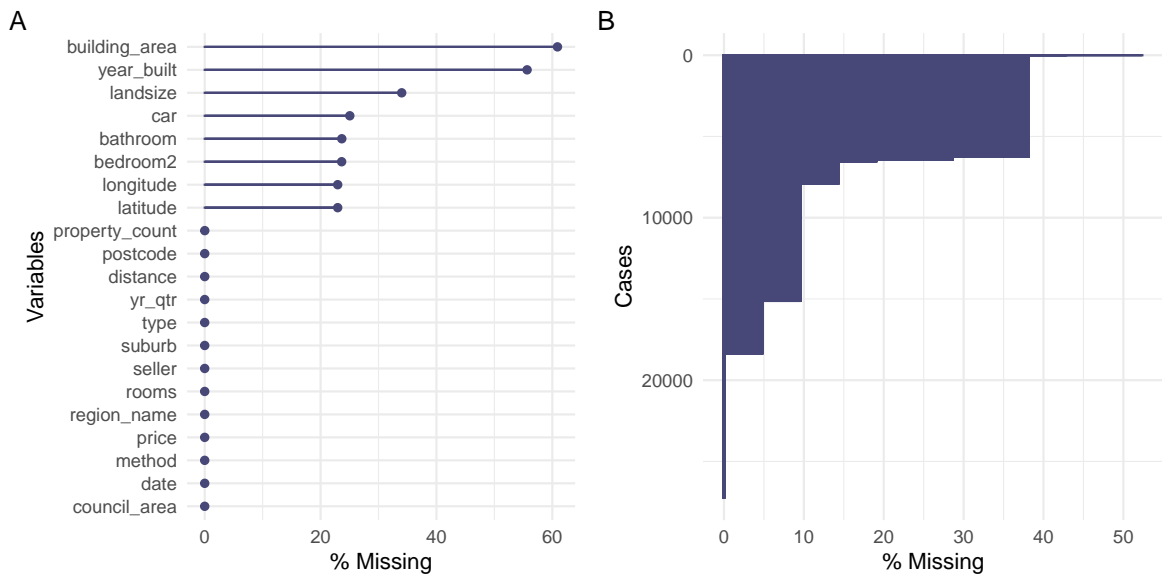 A
building_area
year_built
landsize
car
bathroom
bedroom2
longitude
latitude
property_count
postcode
distance
yr_qtr
type
suburb
seller
rooms
region_name
price
method
date
council_area
Variables
0 20 40 60
% Missing
B
0
10000
20000
Cases
0 10 20 30 40 50
% Missing